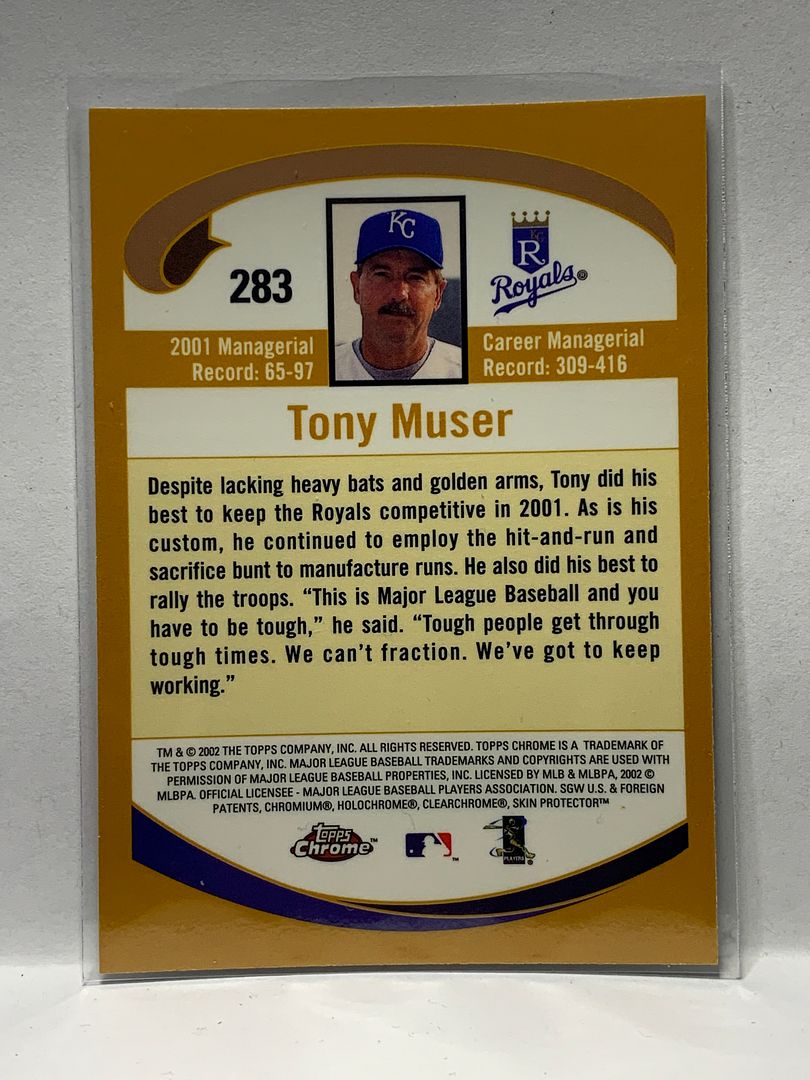 KC
283
KC
R
Royals®
2001 Managerial
Record: 65-97
Career Managerial
Record: 309-416
Tony Muser
Despite lacking heavy bats and golden arms, Tony did his
best to keep the Royals competitive in 2001. As is his
custom, he continued to employ the hit-and-run and
sacrifice bunt to manufacture runs. He also did his best to
rally the troops. “This is Major League Baseball and you
have to be tough,” he said. “Tough people get through
tough times. We can’t fraction. We’ve got to keep
working.”
TM & © 2002 THE TOPPS COMPANY, INC. ALL RIGHTS RESERVED. TOPPS CHROME IS A TRADEMARK OF
THE TOPPS COMPANY, INC. MAJOR LEAGUE BASEBALL TRADEMARKS AND COPYRIGHTS ARE USED WITH
PERMISSION OF MAJOR LEAGUE BASEBALL PROPERTIES, INC. LICENSED BY MLB & MLBPA, 2002 ©
MLBPA. OFFICIAL LICENSEE - MAJOR LEAGUE BASEBALL PLAYERS ASSOCIATION. SGW U.S. & FOREIGN
PATENTS, CHROMIUM®, HOLOCHROME®, CLEARCHROME®, SKIN PROTECTOR™
Topps
Chrome™
™
PLAYERS ®